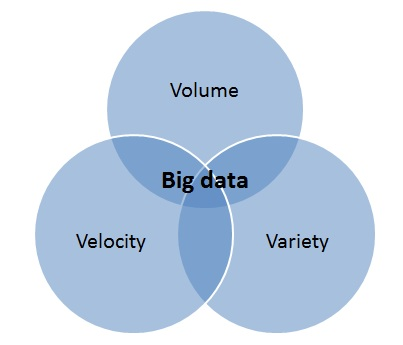 Volume
Big data
Velocity
Variety